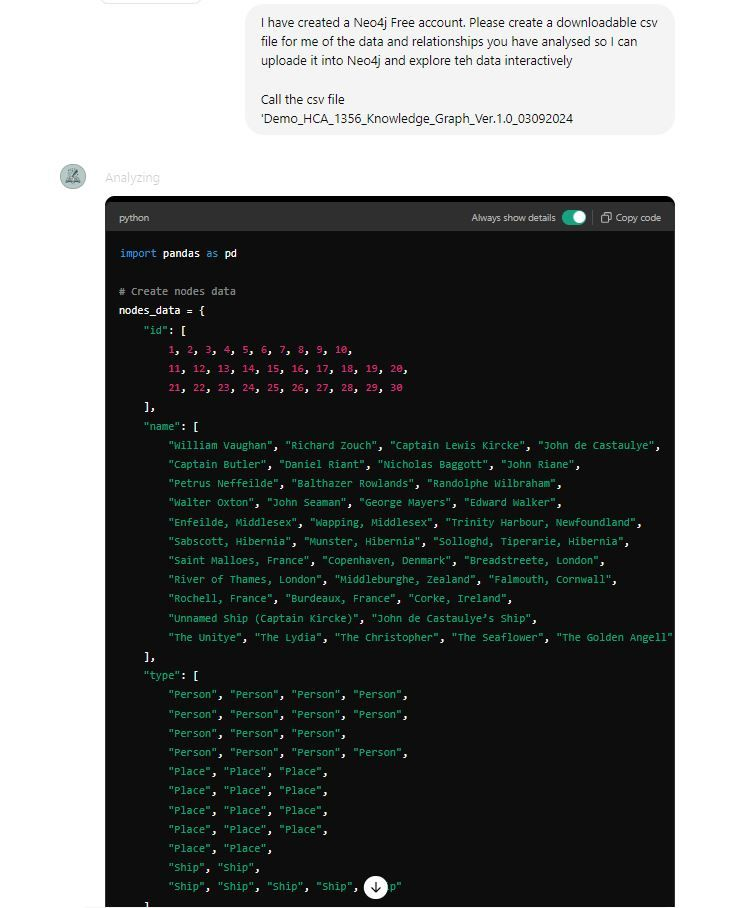 I have created a Neo4j Free account. Please create a downloadable csv
file for me of the data and relationships you have analysed so I can
uploade it into Neo4j and explore teh data interactively
Call the csv file
'Demo_HCA_1356_Knowledge_Graph_Ver.1.0_03092024
Analyzing
python Always show details Copy code
import pandas as pd
# Create nodes data
nodes_data = {
"id": [
1, 2, 3, 4, 5, 6, 7, 8, 9, 10,
11, 12, 13, 14, 15, 16, 17, 18, 19, 20,
21, 22, 23, 24, 25, 26, 27, 28, 29, 30
],
"name": [
"William Vaughan", "Richard Zouch", "Captain Lewis Kircke", "John de Castaulye",
"Captain Butler", "Daniel Riant", "Nicholas Baggott", "John Riane",
"Petrus Neffeilde", "Balthazer Rowlands", "Randolphe Wilbraham",
"Walter Oxton", "John Seaman", "George Mayers", "Edward Walker",
"Enfeilde, Middlesex", "Wapping, Middlesex", "Trinity Harbour, Newfoundland",
"Sabscott, Hibernia", "Munster, Hibernia", "Solloghd, Tiperarie, Hibernia",
"Saint Malloes, France", "Copenhaven, Denmark", "Breadstreete, London",
"River of Thames, London", "Middleburghe, Zealand", "Falmouth, Cornwall",
"Rochell, France", "Burdeaux, France", "Corke, Ireland",
"Unnamed Ship (Captain Kircke)", "John de Castaulye’s Ship",
"The Unitye", "The Lydia", "The Christopher", "The Seaflower", "The Golden Angell"
],
"type": [
"Person", "Person", "Person", "Person",
"Person", "Person", "Person", "Person",
"Person", "Person", "Person",
"Person", "Person", "Person", "Person",
"Place", "Place", "Place",
"Place", "Place", "Place",
"Place", "Place", "Place",
"Place", "Place", "Place",
"Place", "Place",
"Ship", "Ship",
"Ship", "Ship", "Ship", "Ship", "